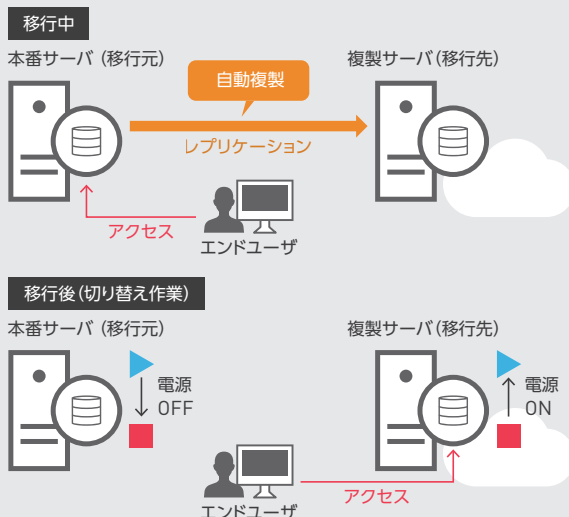 移行中
本番サーバ（移行元）
複製サーバ（移行先）
自動複製
レプリケーション
アクセス
エンドユーザ
移行後（切り替え作業）
本番サーバ（移行元）
複製サーバ（移行先）
電源
OFF
電源
ON
アクセス
エンドユーザ